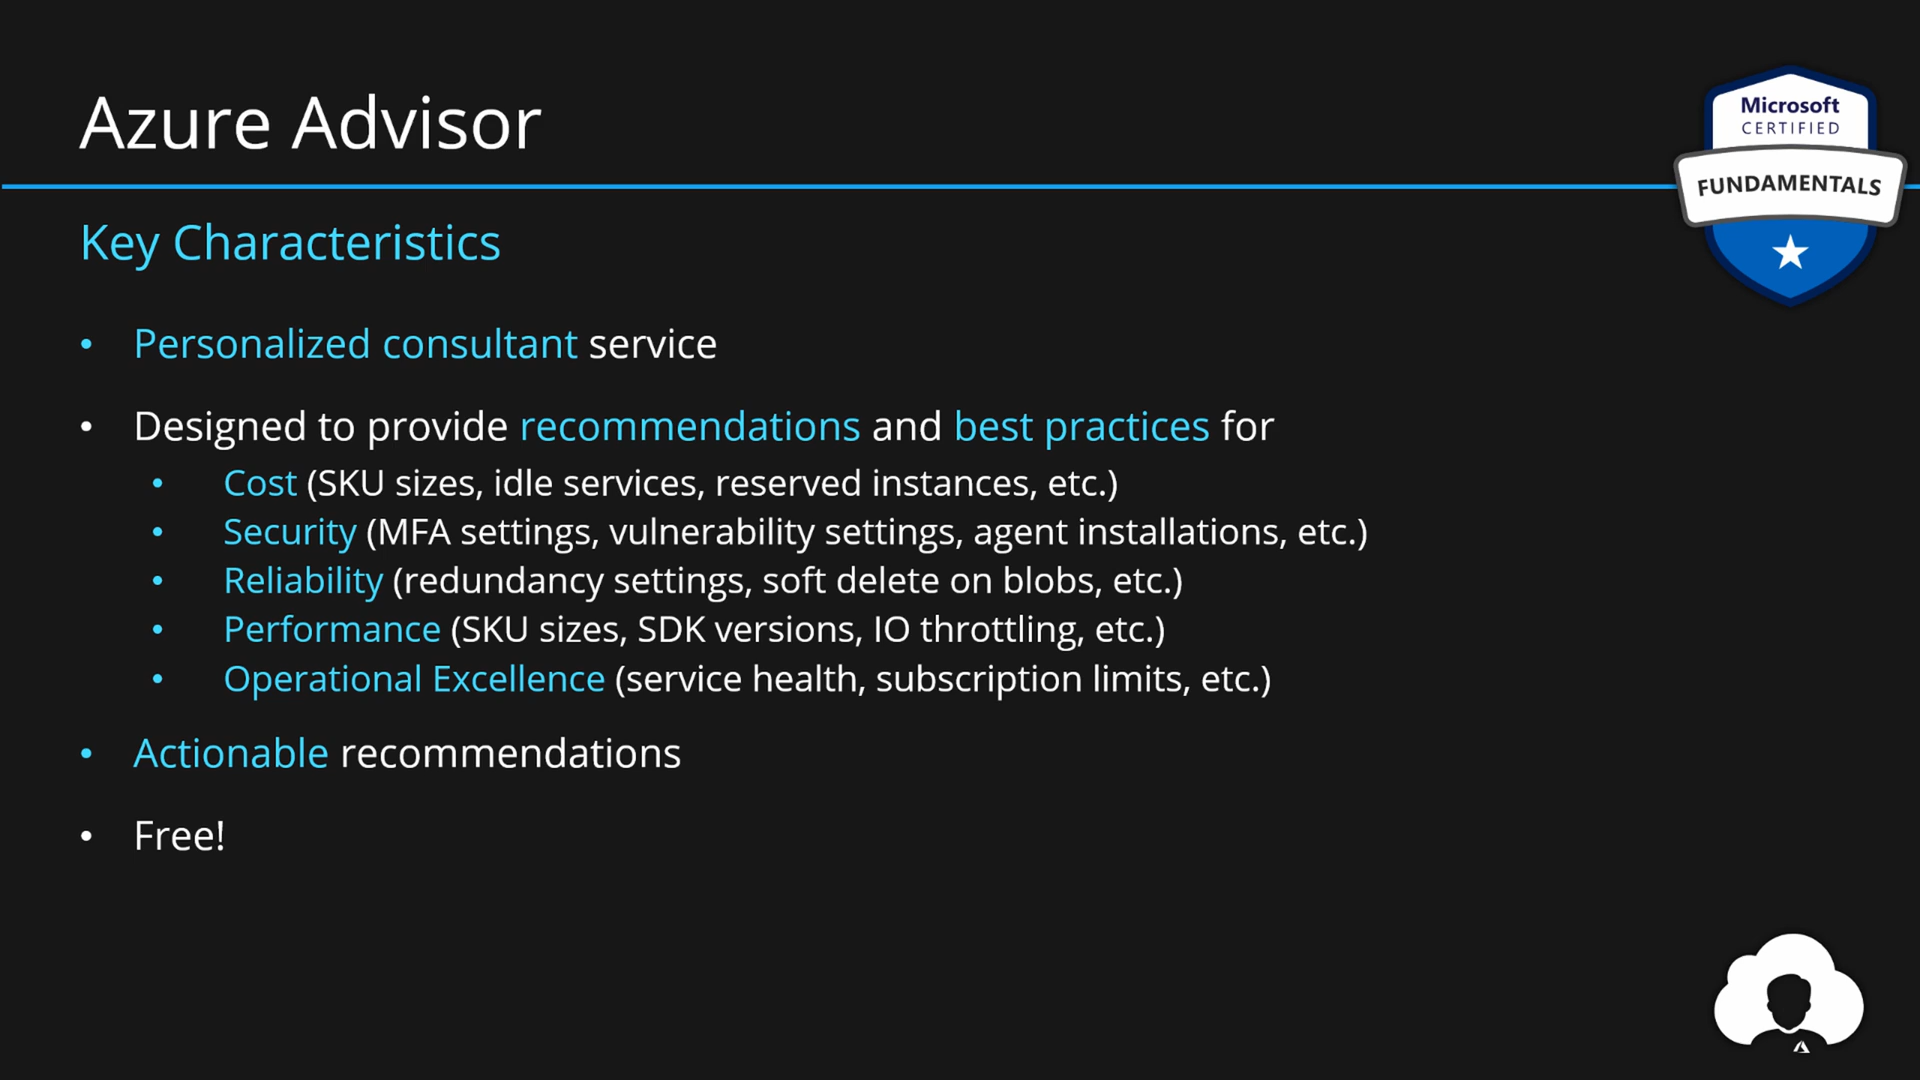 Azure Advisor
Microsoft
CERTIFIED
FUNDAMENTALS
Key Characteristics
• Personalized consultant service
• Designed to provide recommendations and best practices for
• Cost (SKU sizes, idle services, reserved instances, etc.)
• Security (MFA settings, vulnerability settings, agent installations, etc.)
• Reliability (redundancy settings, soft delete on blobs, etc.)
• Performance (SKU sizes, SDK versions, IO throttling, etc.)
• Operational Excellence (service health, subscription limits, etc.)
• Actionable recommendations
• Free!